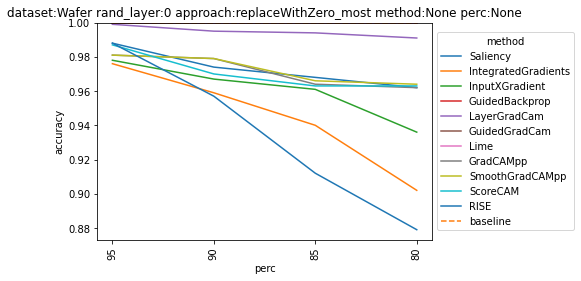 dataset:Wafer rand_layer:0 approach:replaceWithZero_most method:None perc:None
1.00
0.98
0.96
0.94
0.92
0.90
0.88
accuracy
95
90
85
80
perc
method
Saliency
IntegratedGradients
InputXGradient
GuidedBackprop
LayerGradCam
GuidedGradCam
Lime
GradCAMpp
SmoothGradCAMpp
ScoreCAM
RISE
baseline